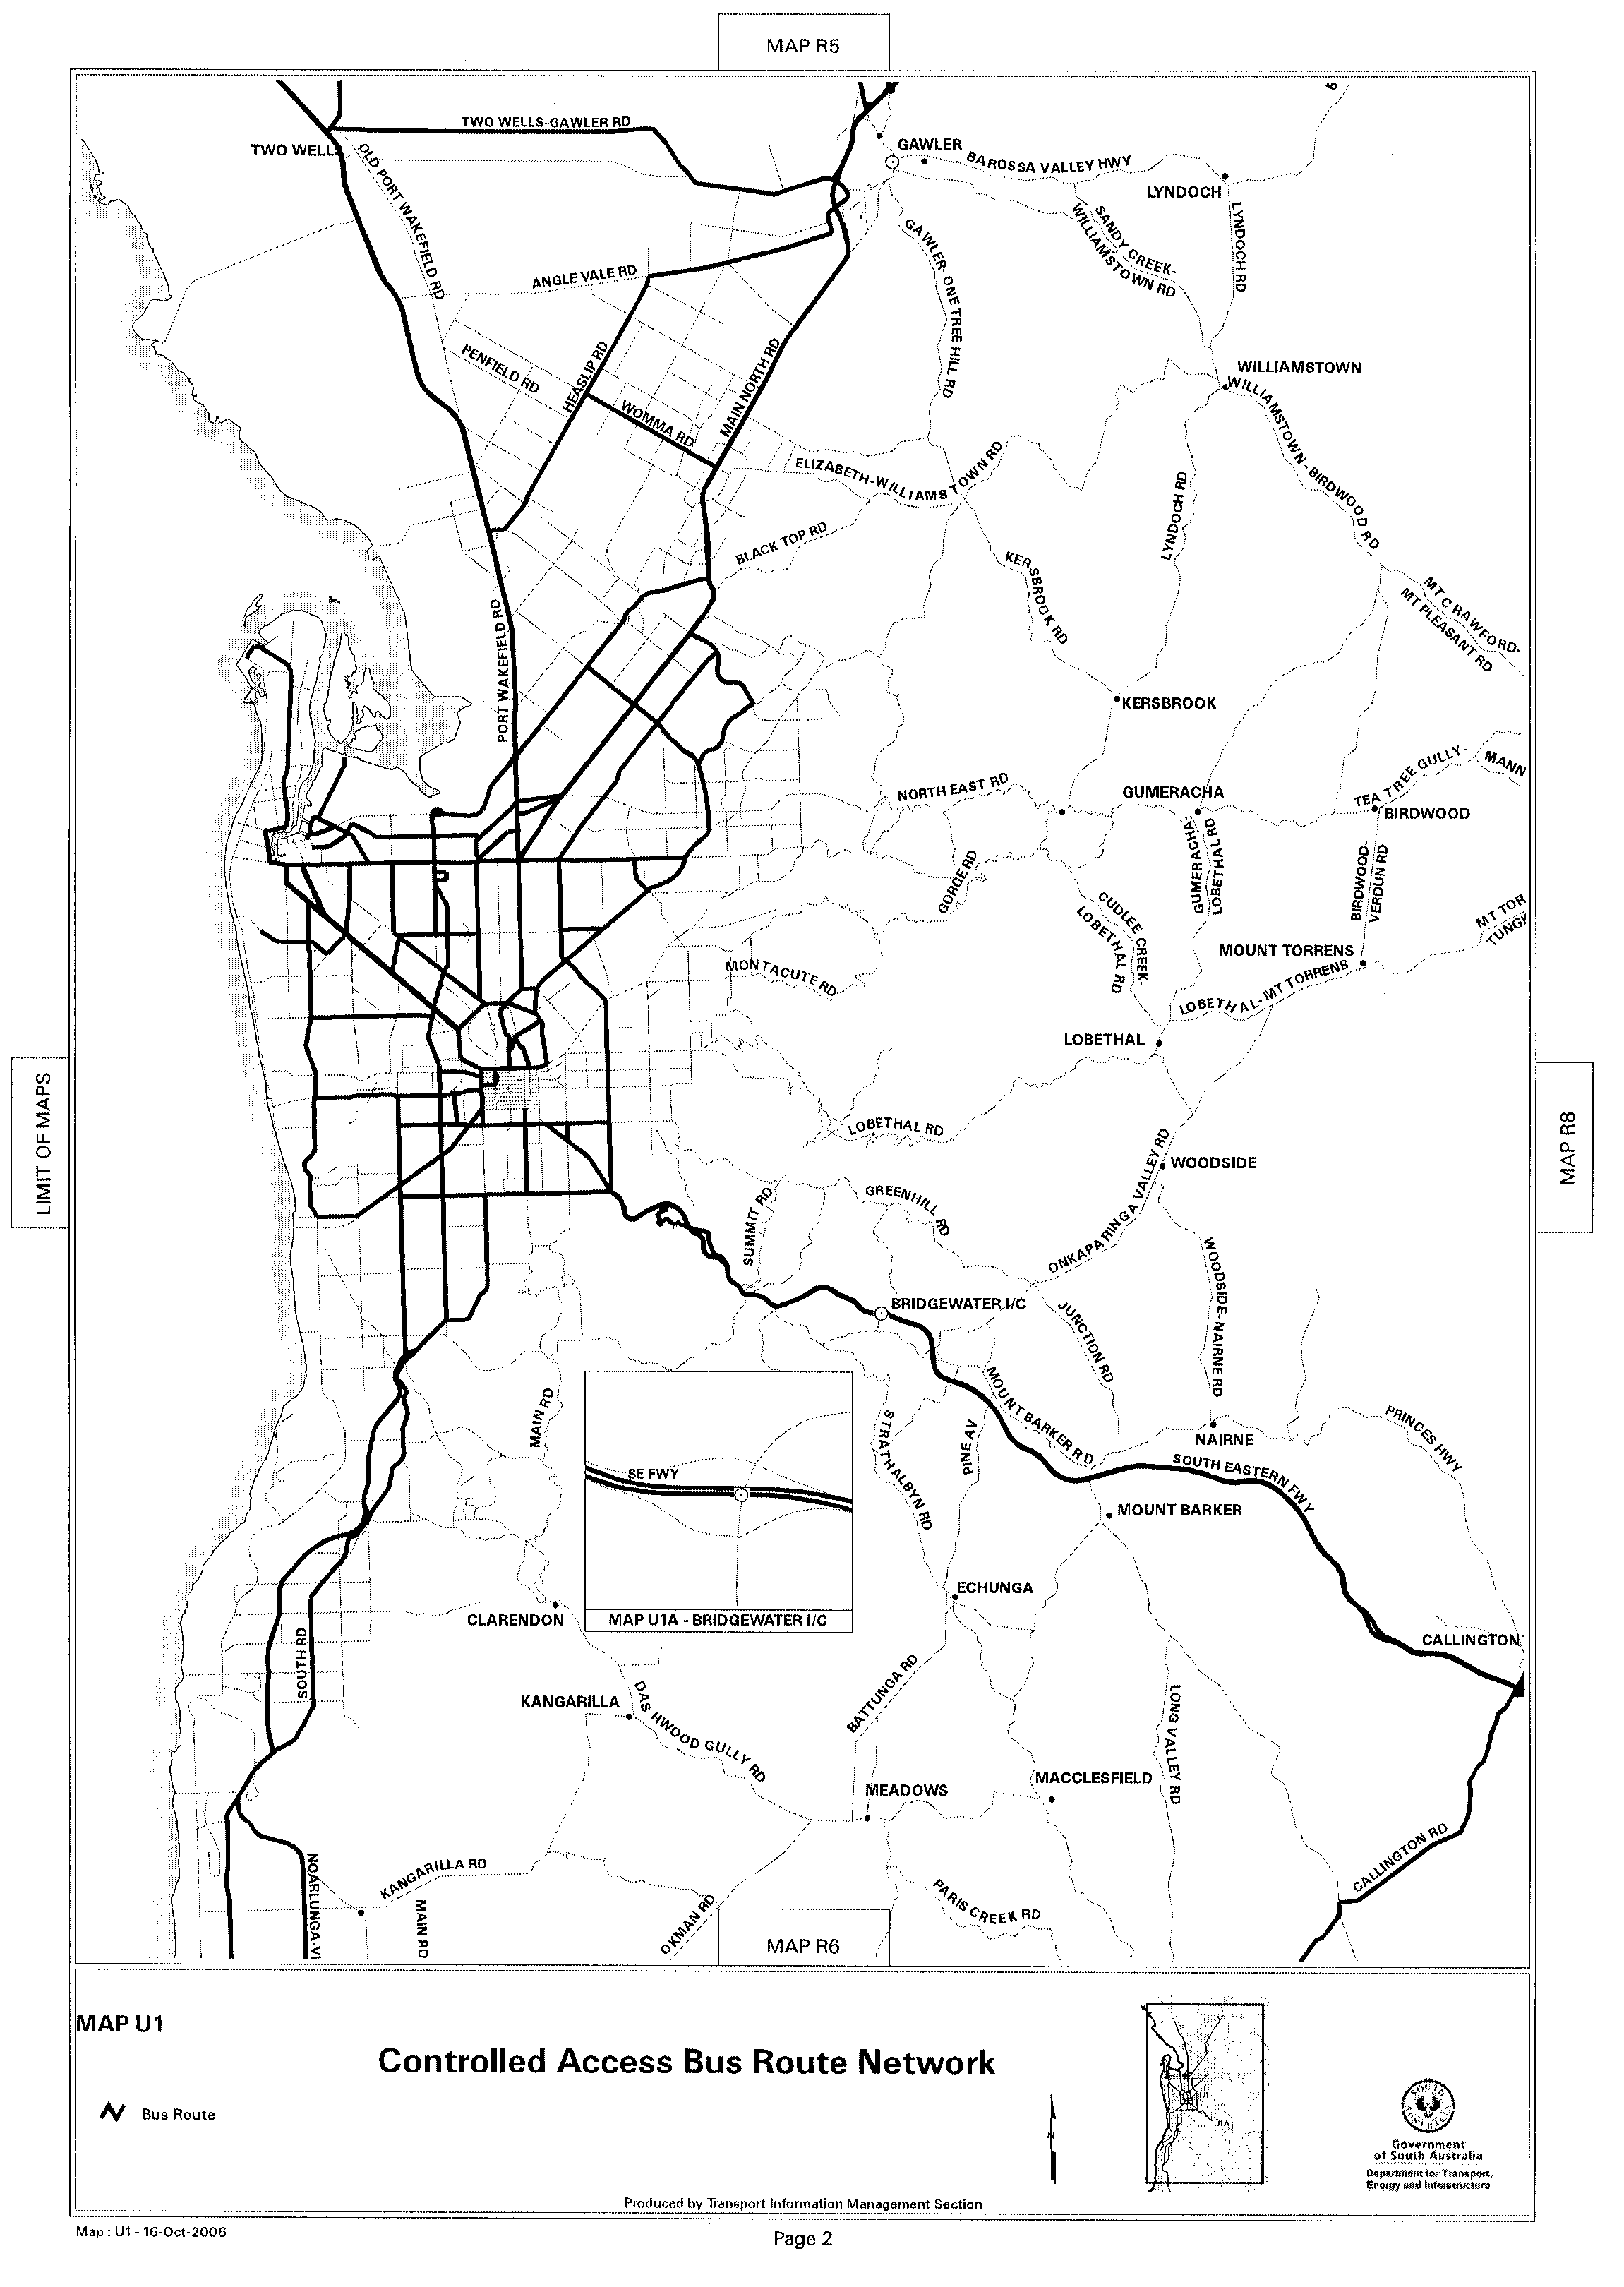 MAP R5
TWO WELLS-GAWLER RD
TWO WELLS
OLD PORT WAKEFIELD RD
GAWLER
BAROSSA VALLEY HWY
LYNDOCH
SANDY CREEK-
WILLIAMSTOWN RD
LYNDOCH RD
GAWLER-ONE TREE HILL RD
ANGLE VALE RD
PENFIELD RD
HEASLIP RD
WOMMA RD
MAIN NORTH RD
WILLIAMSTOWN
WILLIAMSTOWN-BIRDWOOD RD
ELIZABETH-WILLIAMSTOWN RD
LYNDOCH RD
BLACK TOP RD
KERSBROOK RD
MT CRAWFORD-
MT PLEASANT RD
PORT WAKEFIELD RD
KERSBROOK
NORTH EAST RD
GUMERACHA
TEA TREE GULLY-
MANN
BIRDWOOD
GORGE RD
GUMERACHA-
LOBETHAL RD
BIRDWOOD-
VERDUN RD
CUDLEE CREEK-
LOBETHAL RD
MT TOR
TUNGK
MOUNT TORRENS
MONTACUTE RD
LOBETHAL-MT TORRENS
LOBETHAL
LIMIT OF MAPS
MAP R8
LOBETHAL RD
WOODSIDE
ONKAPARINGA VALLEY RD
GREENHILL RD
SUMMIT RD
WOODSIDE-NAIRNE RD
BRIDGEWATER I/C
JUNCTION RD
MOUNT BARKER RD
MAIN RD
STRATHALBYN RD
PINE AV
NAIRNE
PRINCES HWY
SOUTH EASTERN FWY
SE FWY
MOUNT BARKER
ECHUNGA
CLARENDON
MAP U1A - BRIDGEWATER I/C
CALLINGTON
SOUTH RD
KANGARILLA
DASHWOOD GULLY RD
BATTUNGA RD
LONG VALLEY RD
MACCLESFIELD
MEADOWS
CALLINGTON RD
NOARLUNGA-VI
KANGARILLA RD
MAIN RD
OKMAN RD
PARIS CREEK RD
MAP R6
MAP U1
Controlled Access Bus Route Network
Bus Route
N
U1
U1A
SOUTH
AUSTRALIA
Government
of South Australia
Department for Transport,
Energy and Infrastructure
Produced by Transport Information Management Section
Map : U1 - 16-Oct-2006
Page 2